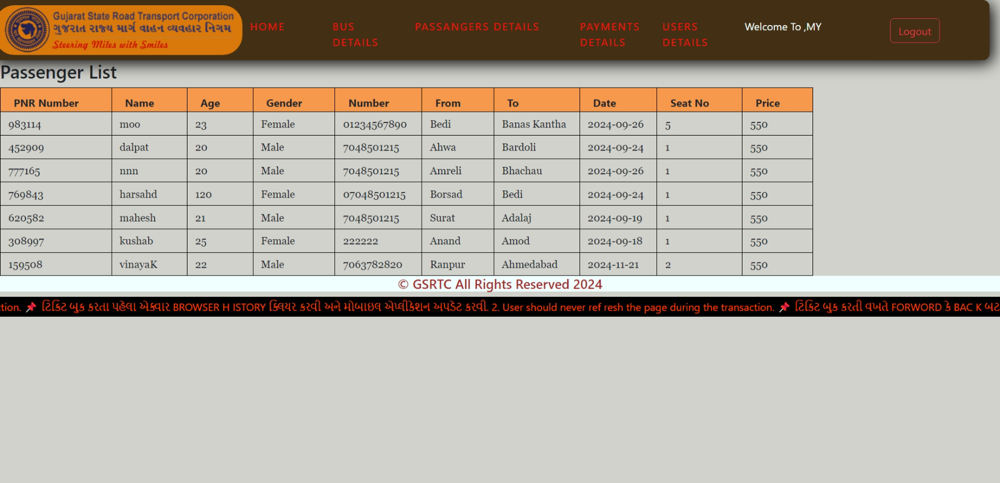 Gujarat State Road Transport Corporation
ગુજરાત રાજ્ય માર્ગ વાહન વ્યવહાર નિગમ
Steering Miles with Smiles
HOME
BUS DETAILS
PASSANGERS DETAILS
PAYMENTS DETAILS
USERS DETAILS
Welcome To ,MY
Logout
Passenger List
PNR Number Name Age Gender Number From To Date Seat No Price
983114 moo 23 Female 01234567890 Bedi Banas Kantha 2024-09-26 5 550
452909 dalpat 20 Male 7048501215 Ahwa Bardoli 2024-09-24 1 550
777165 nnn 20 Male 7048501215 Amreli Bhachau 2024-09-26 1 550
769843 harsahd 120 Female 07048501215 Borsad Bedi 2024-09-24 1 550
620582 mahesh 21 Male 7048501215 Surat Adalaj 2024-09-19 1 550
308997 kushab 25 Female 222222 Anand Amod 2024-09-18 1 550
159508 vinayaK 22 Male 7063782820 Ranpur Ahmedabad 2024-11-21 2 550
© GSRTC All Rights Reserved 2024
tion. 📌 ટિકિટ બુક કરતા પહેલા એકવાર BROWSER H ISTORY ક્લિયર કરવી અને મોબાઇલ એપ્લીકેશન અપડેટ કરવી. 2. User should never ref resh the page during the transaction. 📌 ટિકિટ બુક કરતી વખતે FORWORD કે BAC K બટ